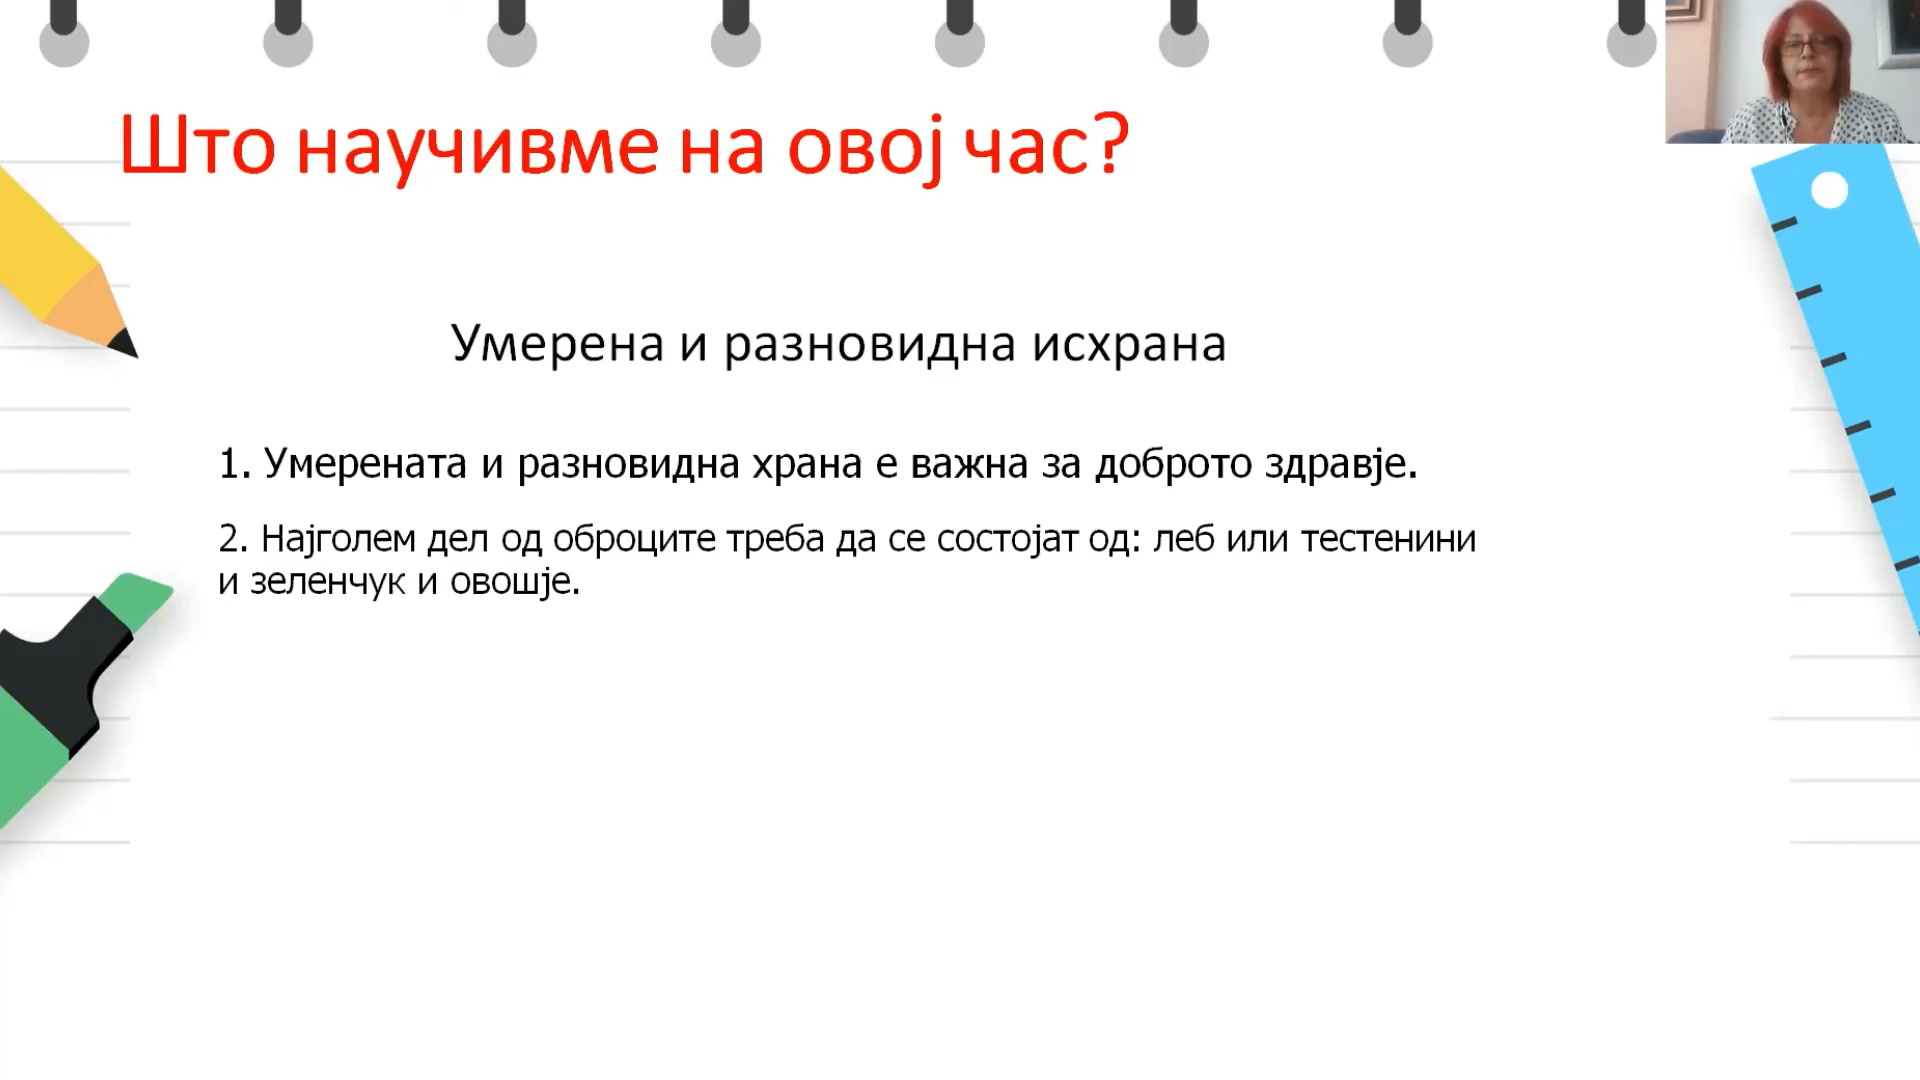 Што научивме на овој час?
Умерена и разновидна исхрана
1. Умерената и разновидна храна е важна за доброто здравје.
2. Најголем дел од оброците треба да се состојат од: леб или тестенини
и зеленчук и овошје.